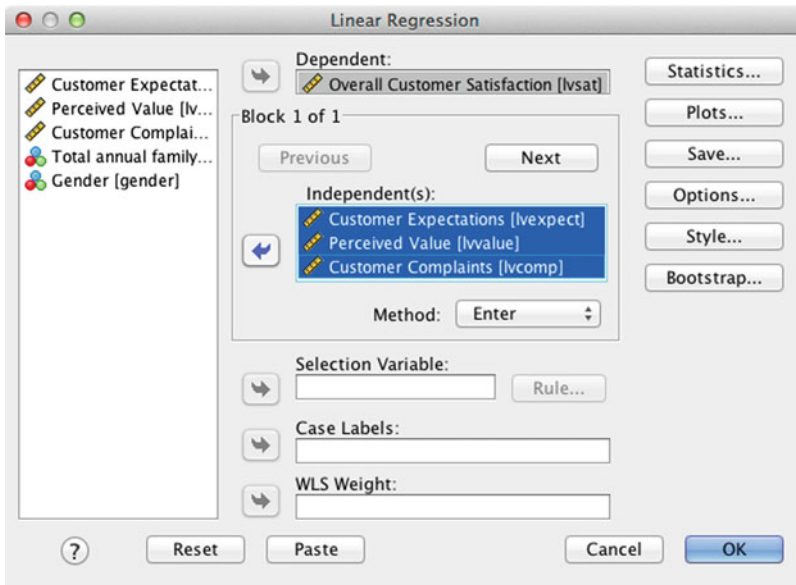 Linear Regression
Customer Expectat...
Perceived Value [lv...
Customer Complai...
Total annual family...
Gender [gender]
Dependent:
Overall Customer Satisfaction [lvsat]
Block 1 of 1
Previous
Next
Independent(s):
Customer Expectations [lvexpect]
Perceived Value [lvvalue]
Customer Complaints [lvcomp]
Method:
Enter
Selection Variable:
Rule...
Case Labels:
WLS Weight:
Statistics...
Plots...
Save...
Options...
Style...
Bootstrap...
?
Reset
Paste
Cancel
OK